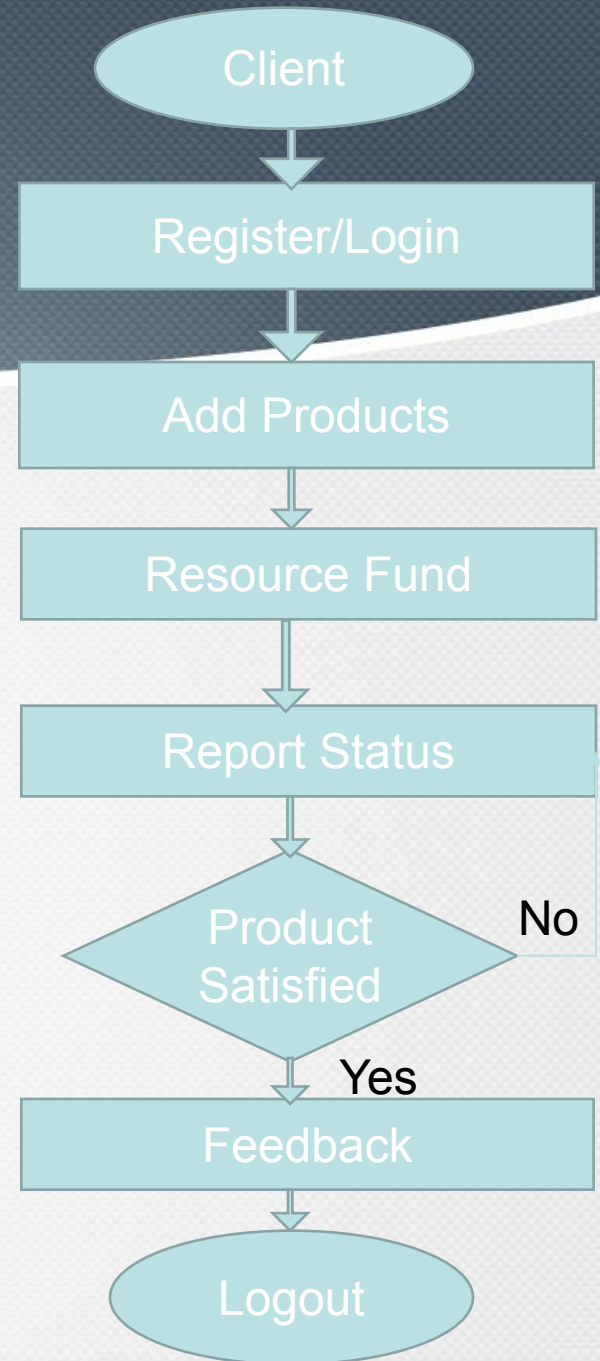 Client
Register/Login
Add Products
Resource Fund
Report Status
Product
Satisfied
No
Yes
Feedback
Logout